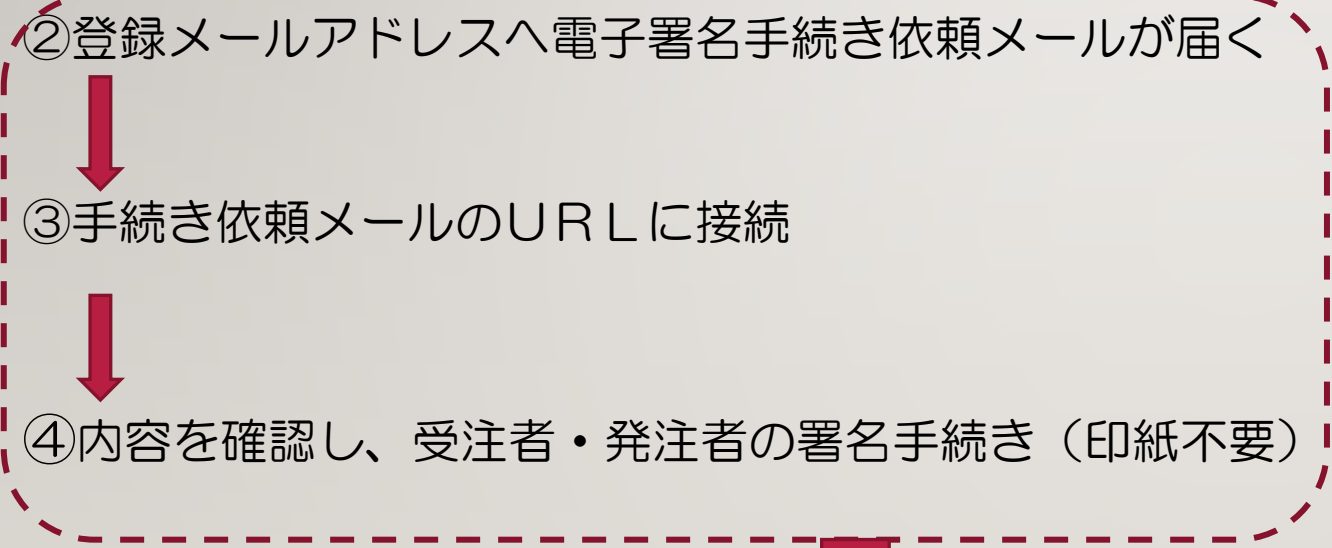 ②登録メールアドレスへ電子署名手続き依頼メールが届く
③手続き依頼メールのＵＲＬに接続
④内容を確認し、受注者・発注者の署名手続き（印紙不要）